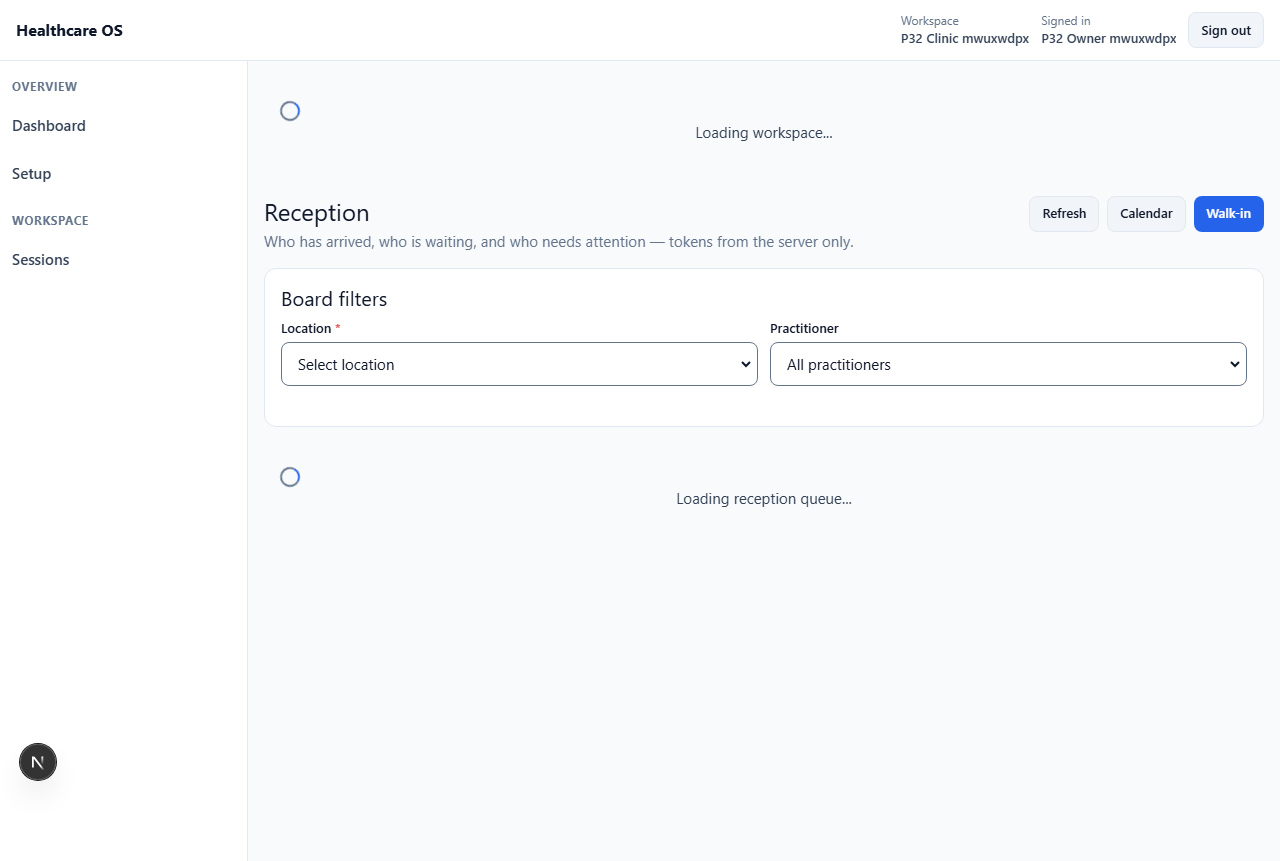 Healthcare OS
Workspace
P32 Clinic mwuxwdpx
Signed in
P32 Owner mwuxwdpx
Sign out
OVERVIEW
Dashboard
Setup
WORKSPACE
Sessions
Loading workspace...
Reception
Refresh
Calendar
Walk-in
Who has arrived, who is waiting, and who needs attention — tokens from the server only.
Board filters
Location *
Select location
Practitioner
All practitioners
Loading reception queue...
N